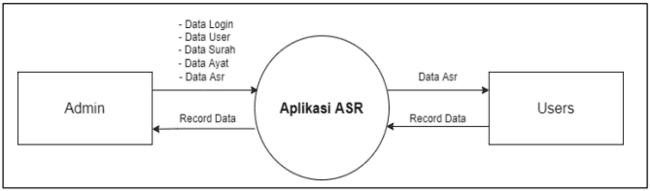 - Data Login
- Data User
- Data Surah
- Data Ayat
- Data Asr
Admin
Record Data
Aplikasi ASR
Data Asr
Record Data
Users